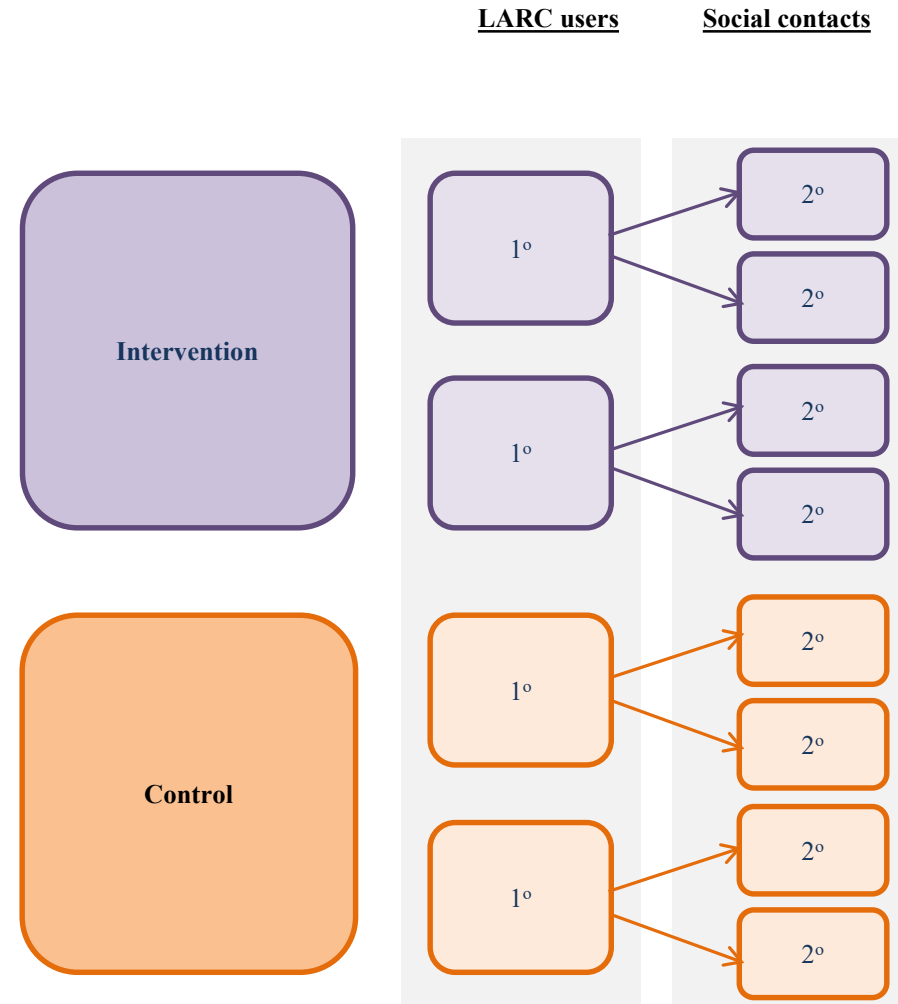 LARC users
Social contacts
Intervention
1º
2º
2º
1º
2º
2º
Control
1º
2º
2º
1º
2º
2º